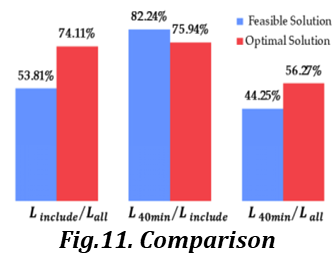 82.24%
Feasible Solution
74.11%
75.94%
Optimal Solution
53.81%
56.27%
44.25%
L include/Lall
L 40min/L include
L 40min/L all
Fig.11. Comparison